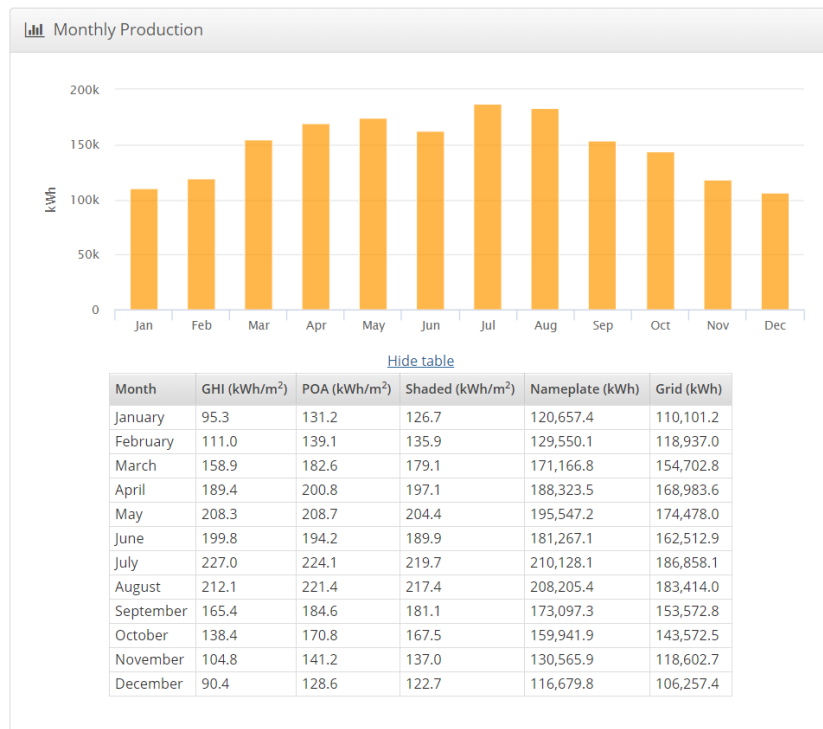 Monthly Production
200k
150k
100k
50k
0
kWh
Jan Feb Mar Apr May Jun Jul Aug Sep Oct Nov Dec
Hide table
Month GHI (kWh/m²) POA (kWh/m²) Shaded (kWh/m²) Nameplate (kWh) Grid (kWh)
January 95.3 131.2 126.7 120,657.4 110,101.2
February 111.0 139.1 135.9 129,550.1 118,937.0
March 158.9 182.6 179.1 171,166.8 154,702.8
April 189.4 200.8 197.1 188,323.5 168,983.6
May 208.3 208.7 204.4 195,547.2 174,478.0
June 199.8 194.2 189.9 181,267.1 162,512.9
July 227.0 224.1 219.7 210,128.1 186,858.1
August 212.1 221.4 217.4 208,205.4 183,414.0
September 165.4 184.6 181.1 173,097.3 153,572.8
October 138.4 170.8 167.5 159,941.9 143,572.5
November 104.8 141.2 137.0 130,565.9 118,602.7
December 90.4 128.6 122.7 116,679.8 106,257.4